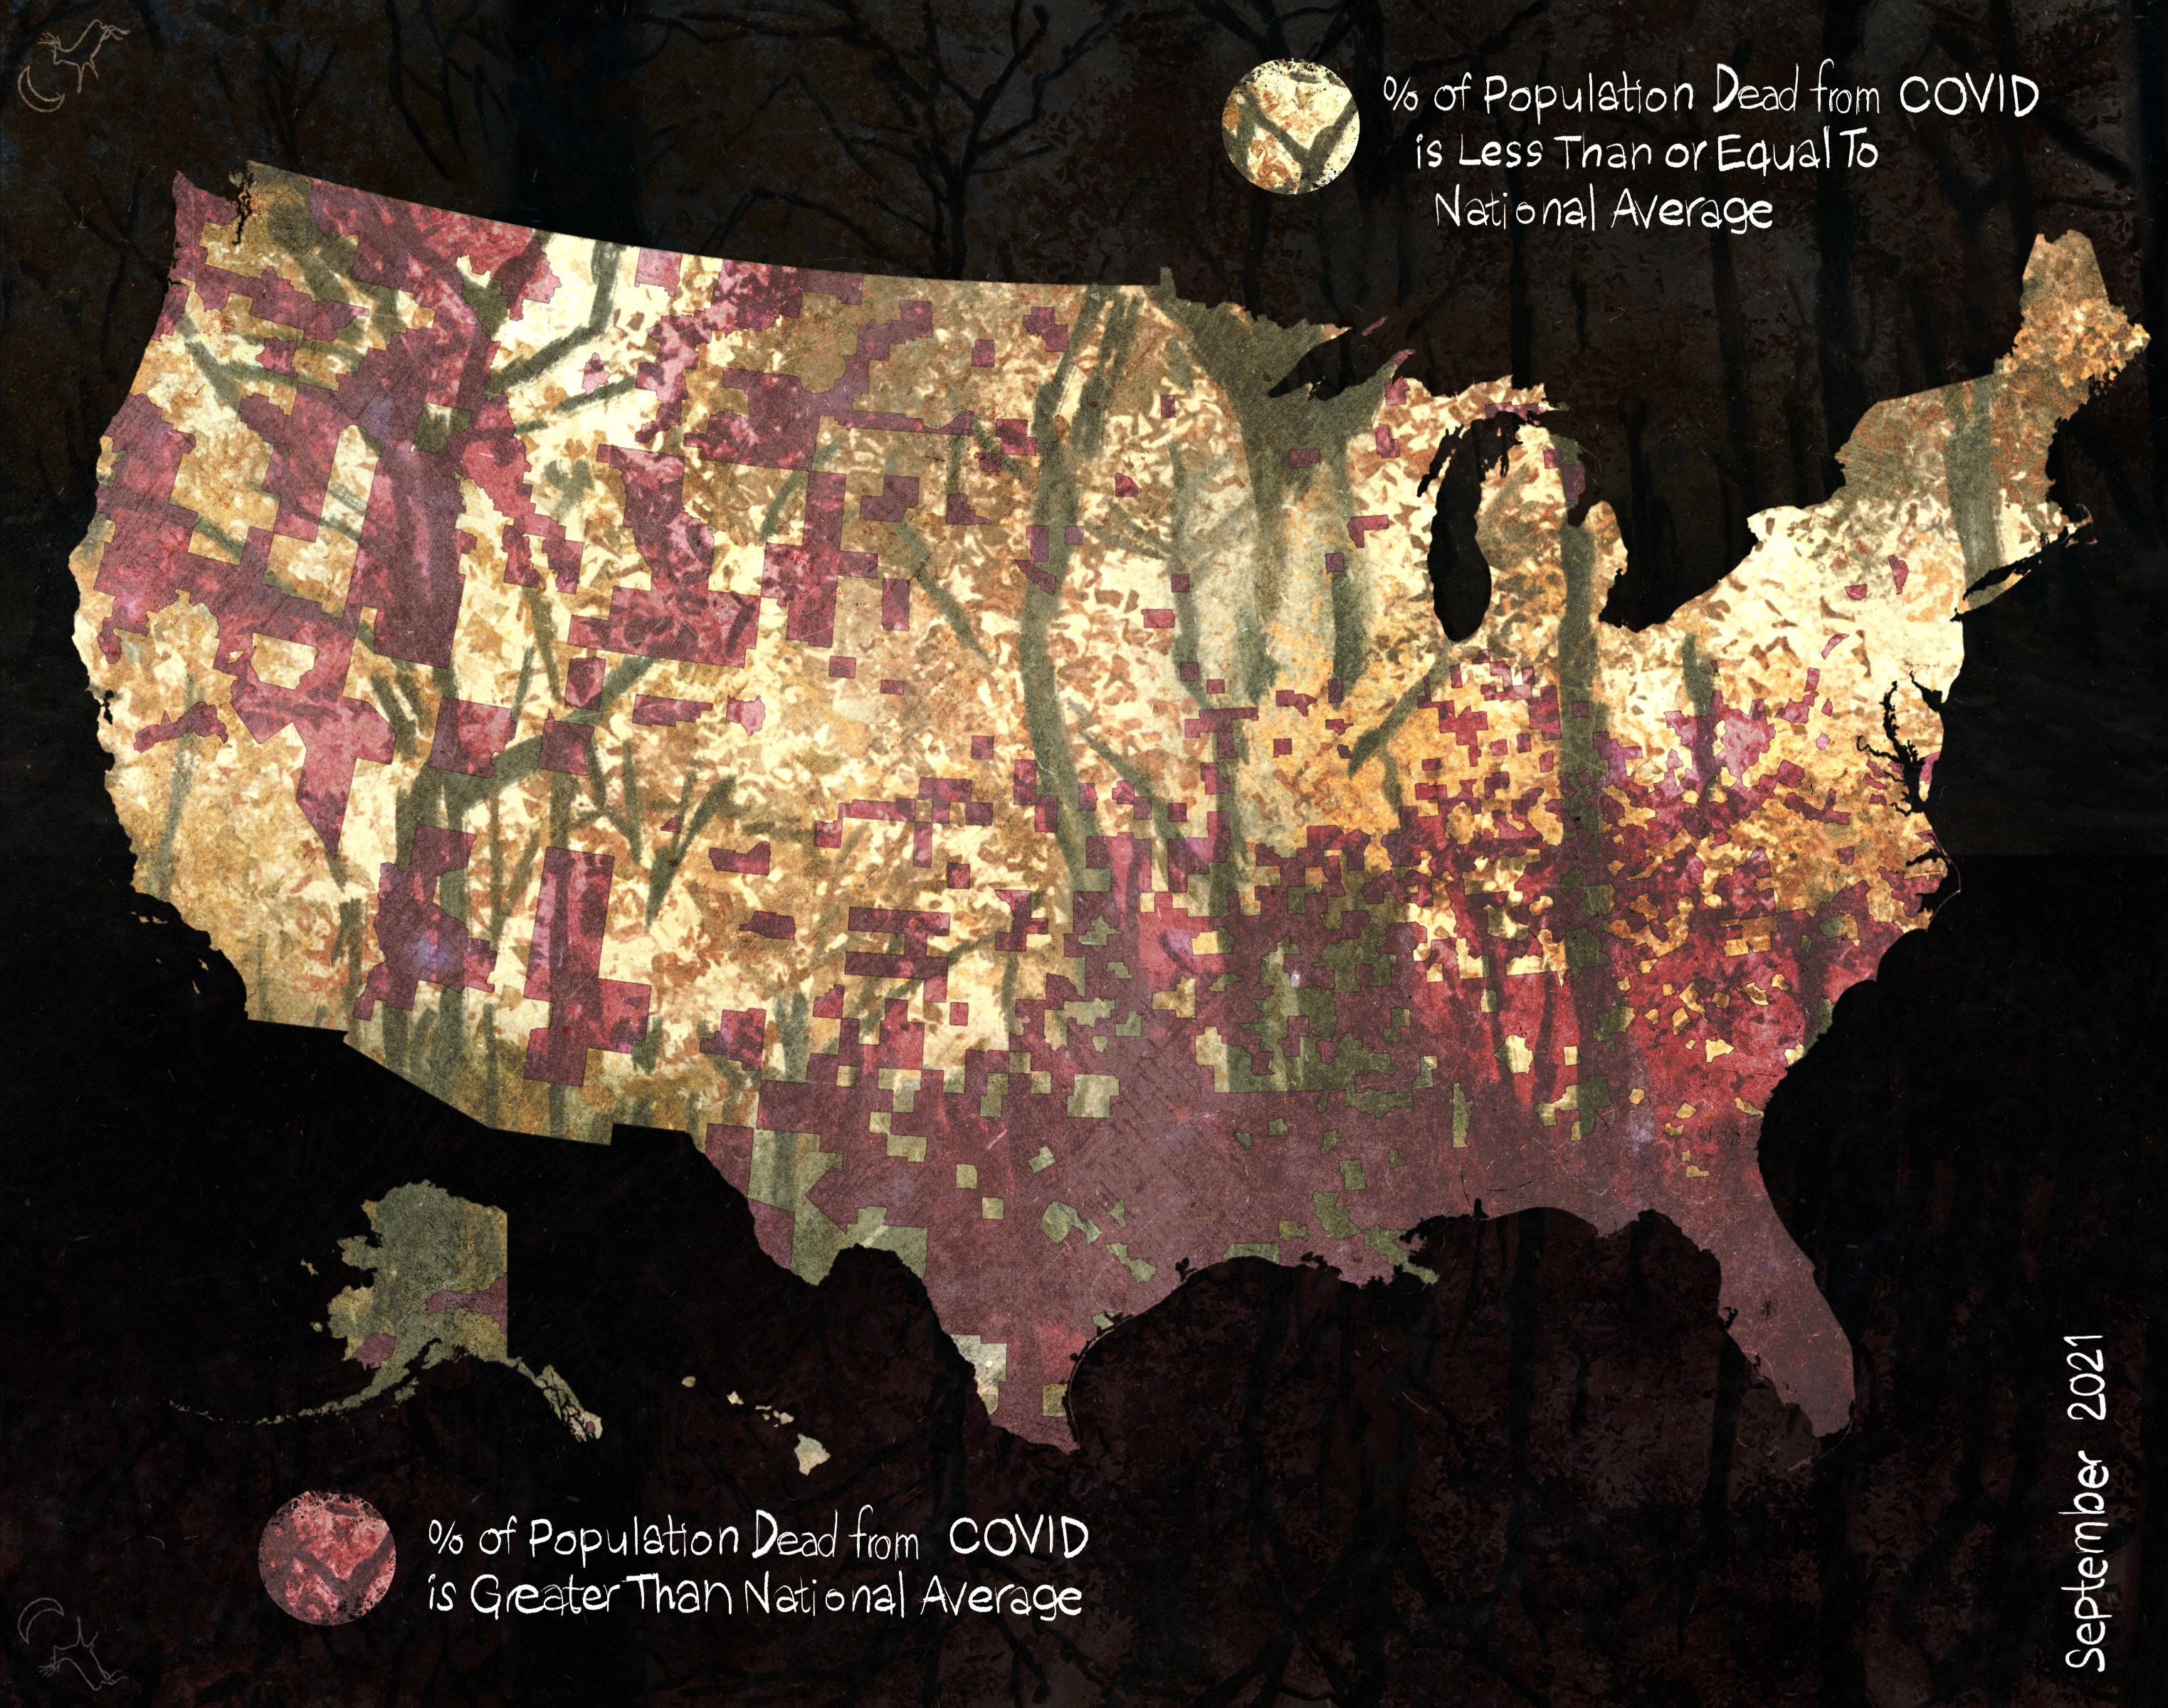 % of Population Dead from COVID
is Less Than or Equal To
National Average
% of Population Dead from COVID
is Greater Than National Average
September 2021